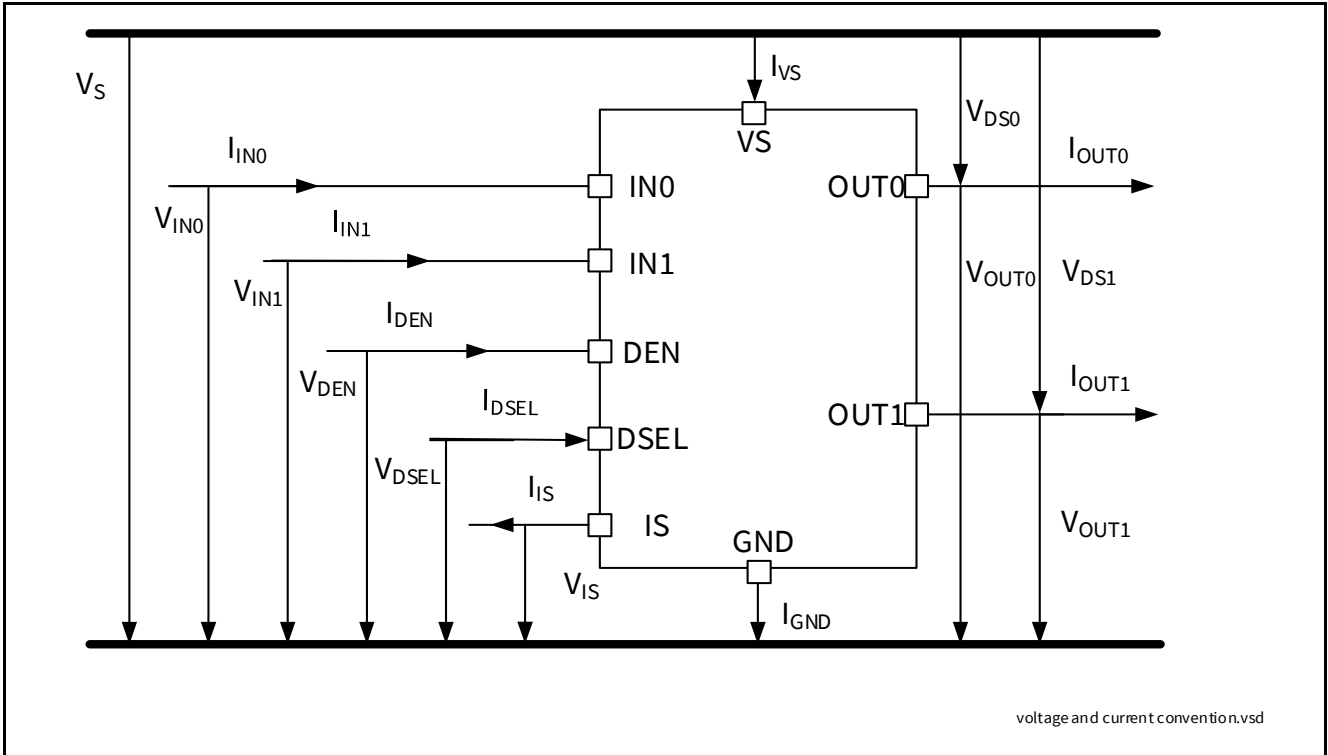 VS
IVS
VDS0
VS
IIN0
IOUT0
IN0
OUT0
VIN0
IIN1
IN1
VOUT0
VDS1
VIN1
IDEN
DEN
VDEN
IOUT1
IDSEL
OUT1
DSEL
VDSEL
IIS
IS
VOUT1
GND
VIS
IGND
voltage and current convention.vsd